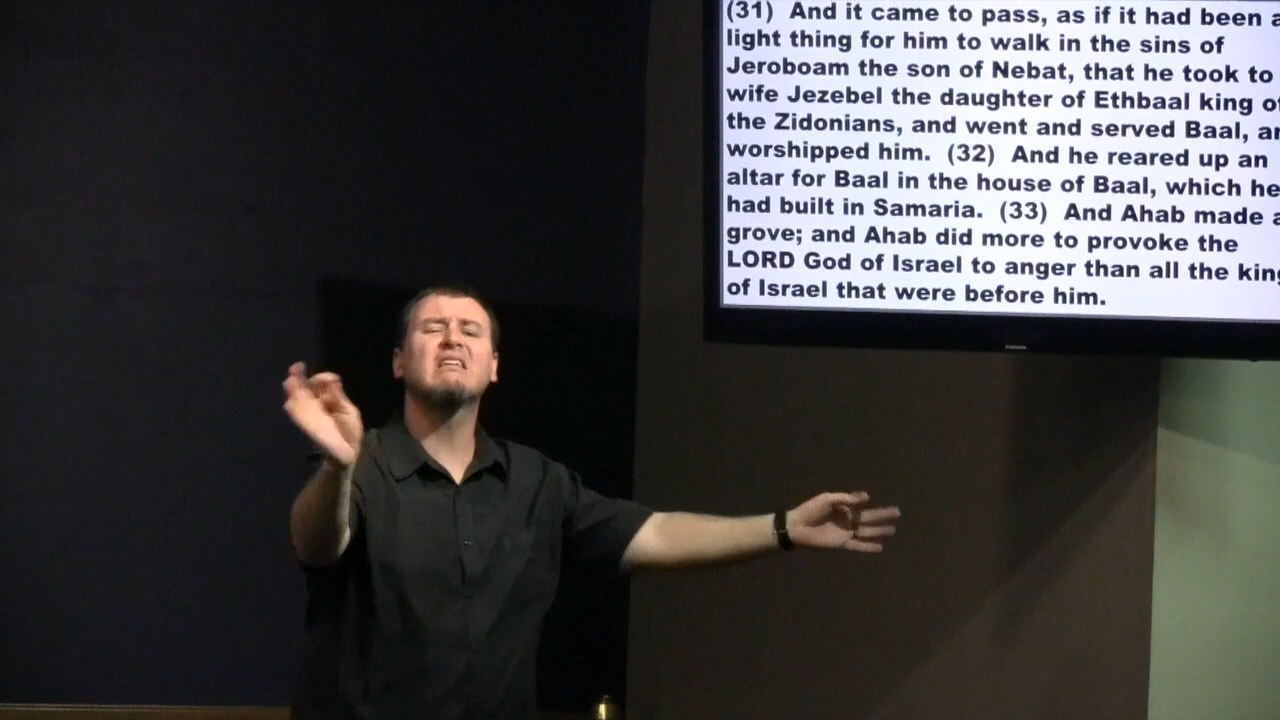 (31) And it came to pass, as if it had been a
light thing for him to walk in the sins of
Jeroboam the son of Nebat, that he took to
wife Jezebel the daughter of Ethbaal king of
the Zidonians, and went and served Baal,
worshipped him. (32) And he reared up an
altar for Baal in the house of Baal, which he
had built in Samaria. (33) And Ahab made a
grove; and Ahab did more to provoke the
LORD God of Israel to anger than all the
of Israel that were before him.